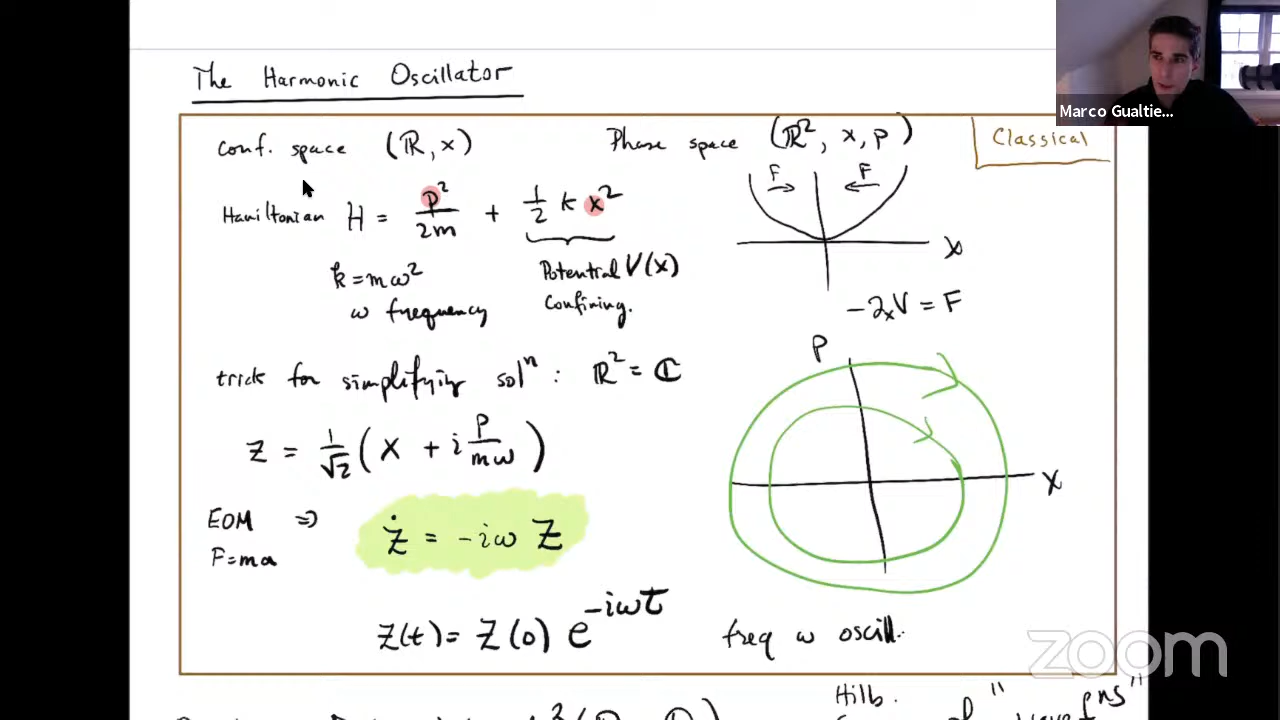 The Harmonic Oscillator
Marco Gualtie...
Classical
conf. space (ℝ, x)
Phase space (ℝ², x, p)
F F
Hamiltonian H = p²/2m + 1/2 k x²
x
k = mω²
Potential V(x)
ω frequency
confining.
-∂ₓV = F
p
trick for simplifying solⁿ : ℝ² = ℂ
z = 1/√2 (x + i p/mω)
x
EOM ⇒ ż = -iω z
F=ma
z(t) = z(0) e^-iωt
freq ω oscill.
zoom
Hilb.
of "wavefns"